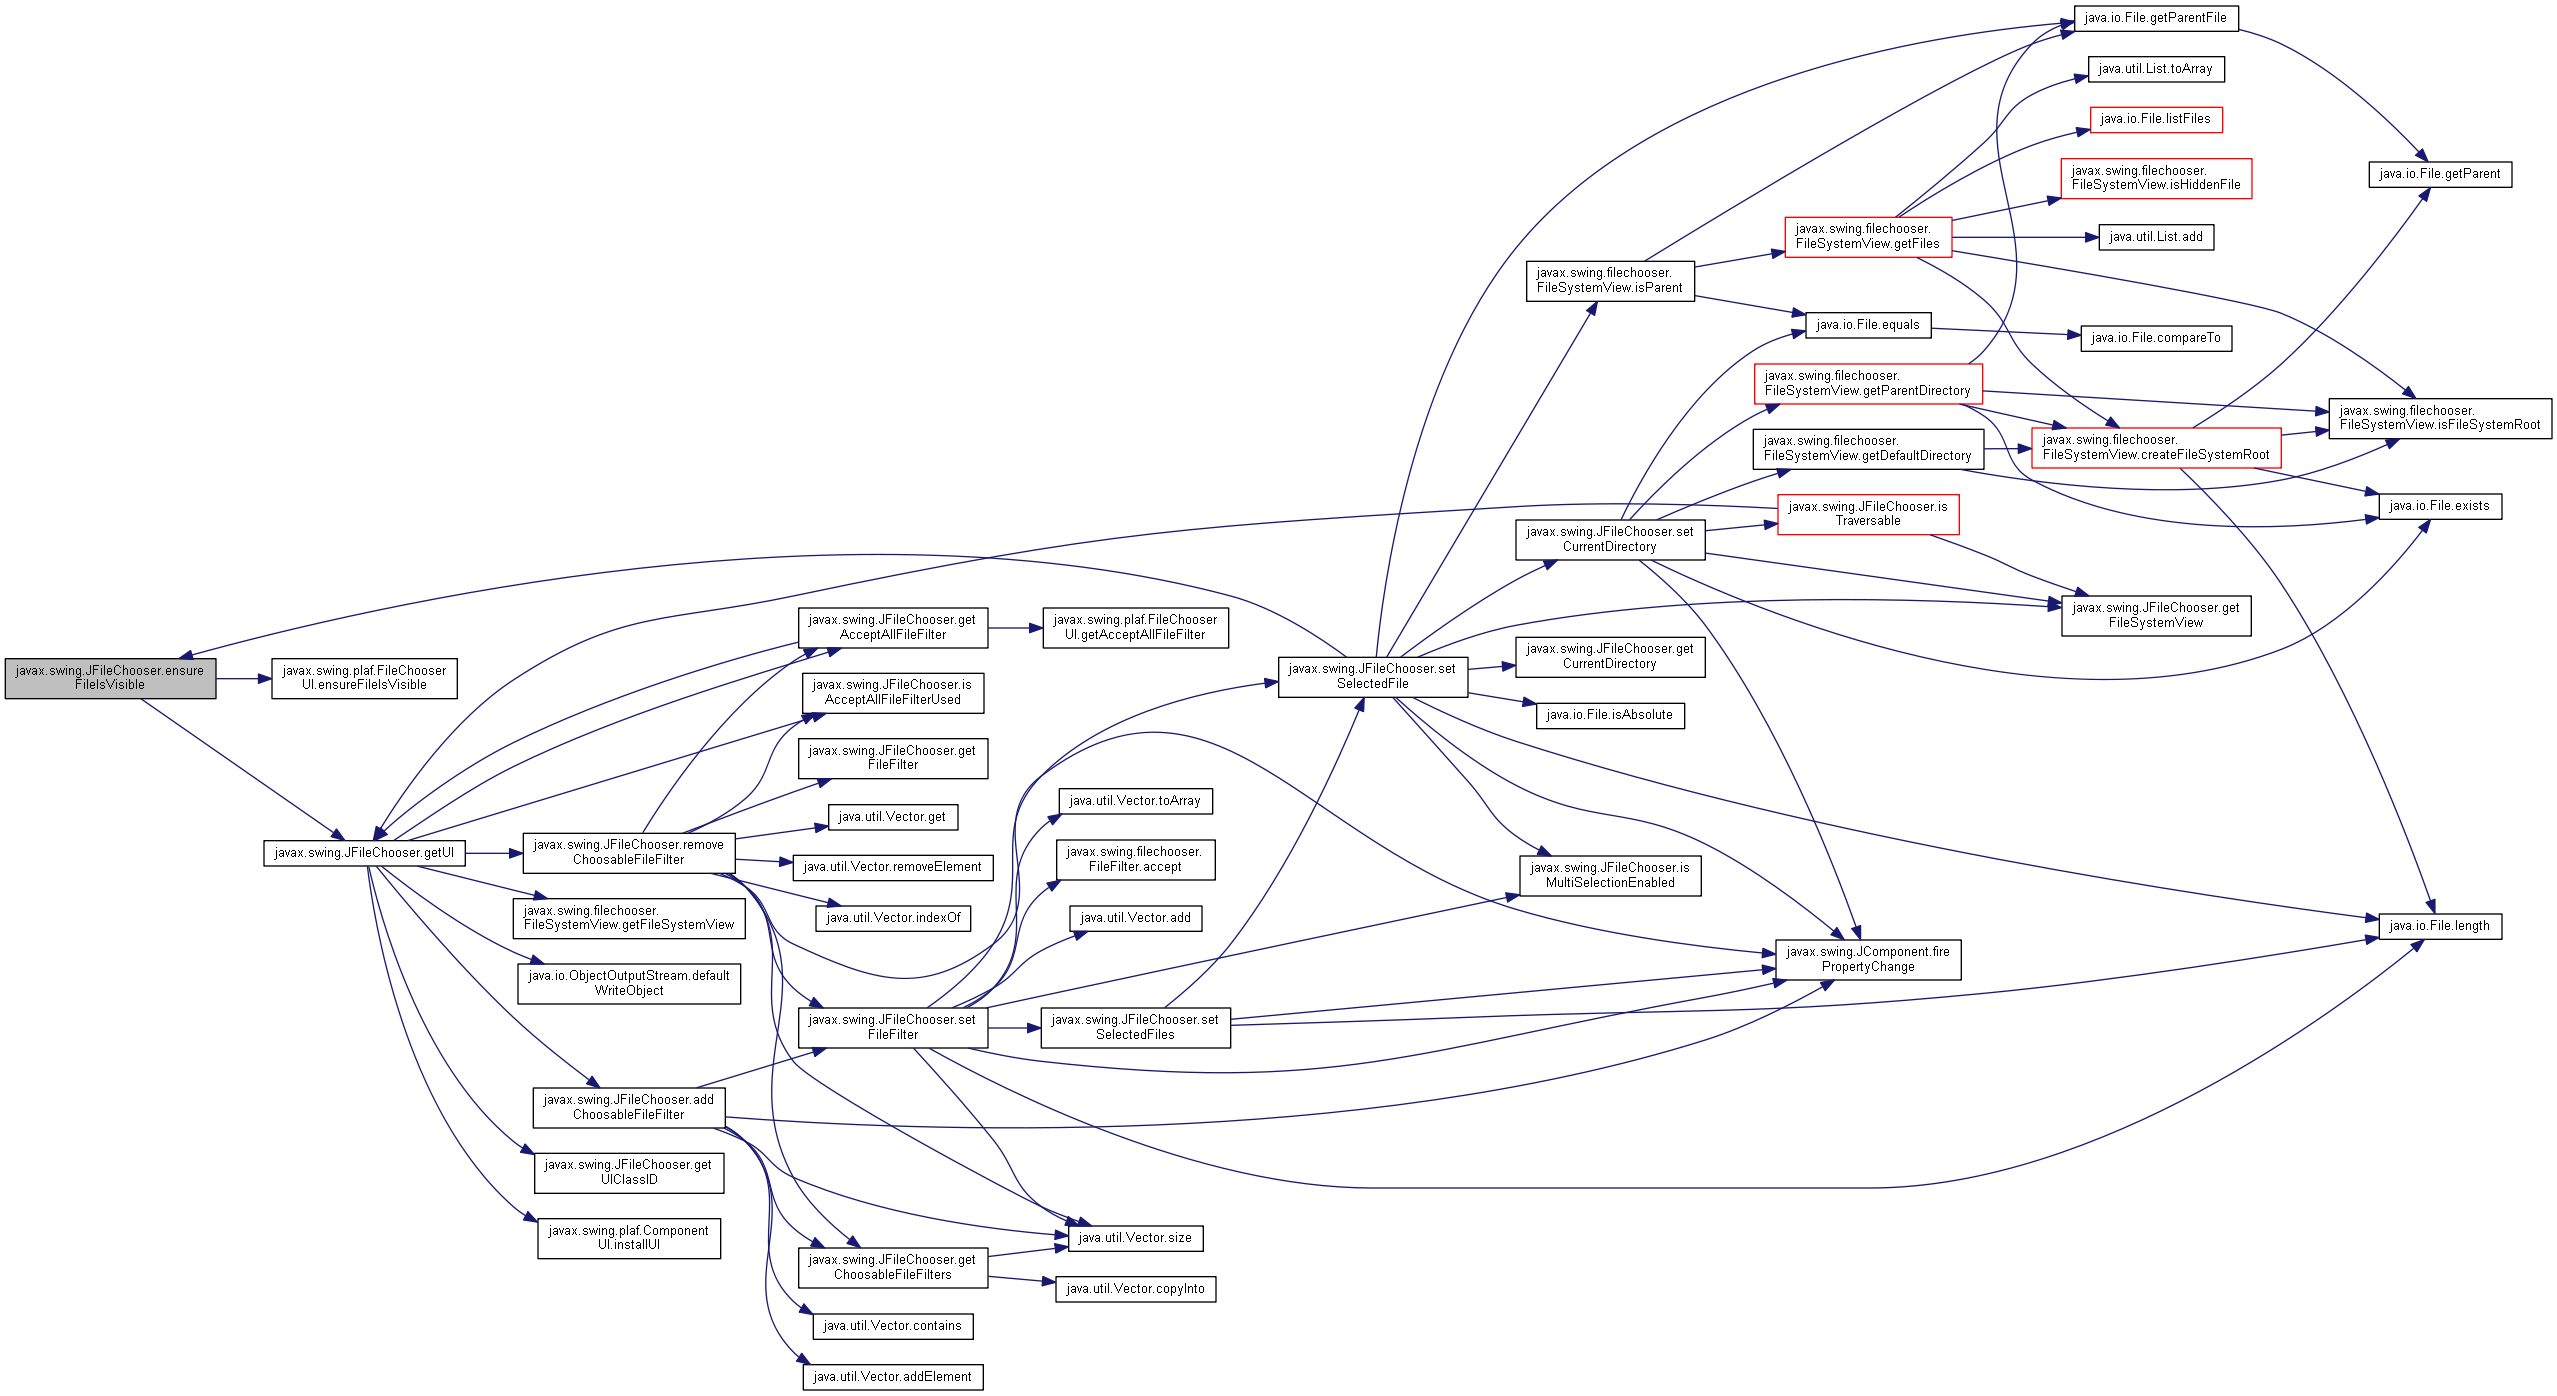 javax.swing.JFileChooser.ensure
FileIsVisible
javax.swing.plaf.FileChooser
UI.ensureFileIsVisible
javax.swing.JFileChooser.getUI
javax.swing.JFileChooser.remove
ChoosableFileFilter
javax.swing.filechooser.
FileSystemView.getFileSystemView
java.io.ObjectOutputStream.default
WriteObject
javax.swing.JFileChooser.add
ChoosableFileFilter
javax.swing.JFileChooser.get
UIClassID
javax.swing.plaf.Component
UI.installUI
javax.swing.JFileChooser.get
AcceptAllFileFilter
javax.swing.JFileChooser.is
AcceptAllFileFilterUsed
javax.swing.JFileChooser.get
FileFilter
java.util.Vector.get
java.util.Vector.removeElement
java.util.Vector.indexOf
javax.swing.JFileChooser.set
FileFilter
javax.swing.JFileChooser.get
ChoosableFileFilters
java.util.Vector.contains
java.util.Vector.addElement
javax.swing.plaf.FileChooser
UI.getAcceptAllFileFilter
java.util.Vector.toArray
javax.swing.filechooser.
FileFilter.accept
java.util.Vector.add
javax.swing.JFileChooser.set
SelectedFiles
java.util.Vector.size
java.util.Vector.copyInto
javax.swing.JFileChooser.set
SelectedFile
javax.swing.filechooser.
FileSystemView.isParent
javax.swing.JFileChooser.set
CurrentDirectory
javax.swing.JFileChooser.get
CurrentDirectory
java.io.File.isAbsolute
javax.swing.JFileChooser.is
MultiSelectionEnabled
javax.swing.filechooser.
FileSystemView.getFiles
java.io.File.equals
javax.swing.filechooser.
FileSystemView.getParentDirectory
javax.swing.filechooser.
FileSystemView.getDefaultDirectory
javax.swing.JFileChooser.is
Traversable
javax.swing.JComponent.fire
PropertyChange
java.io.File.getParentFile
java.util.List.toArray
java.io.File.listFiles
javax.swing.filechooser.
FileSystemView.isHiddenFile
java.util.List.add
java.io.File.compareTo
javax.swing.filechooser.
FileSystemView.createFileSystemRoot
javax.swing.JFileChooser.get
FileSystemView
java.io.File.getParent
javax.swing.filechooser.
FileSystemView.isFileSystemRoot
java.io.File.exists
java.io.File.length